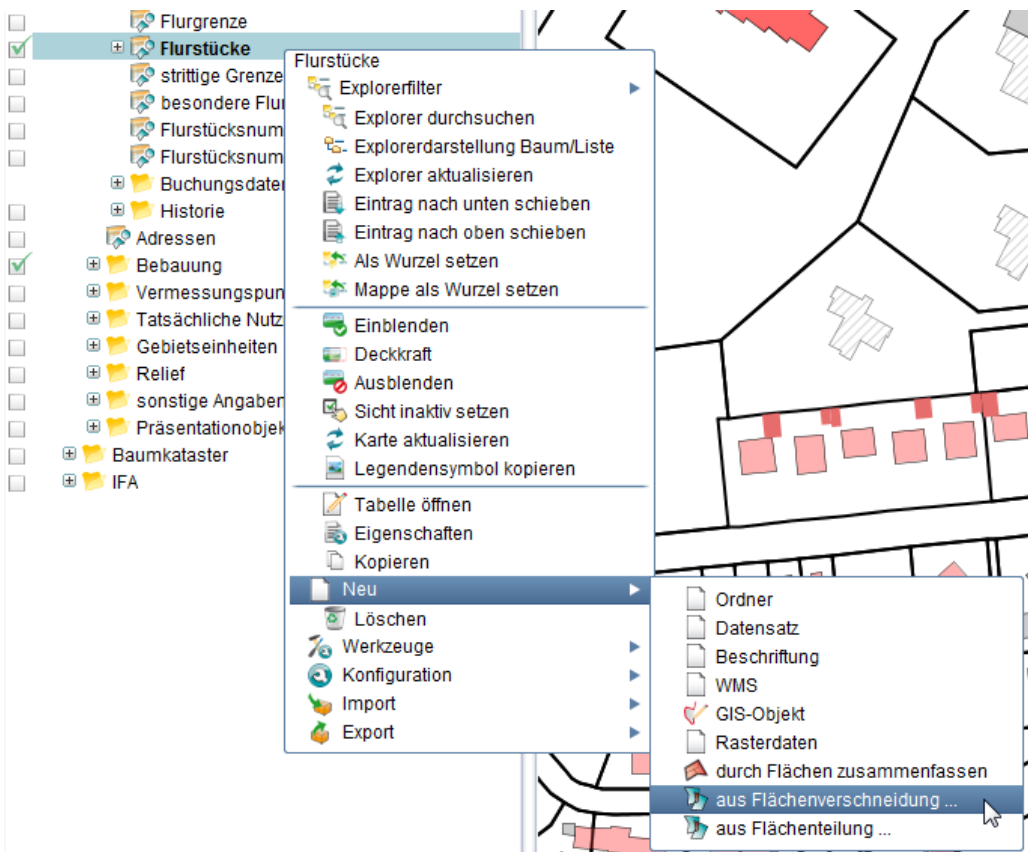 Flurgrenze
Flurstücke
strittige Grenze
besondere Flu
Flurstücksnum
Flurstücksnum
Buchungsdate
Historie
Adressen
Bebauung
Vermessungspun
Tatsächliche Nutz
Gebietseinheiten
Relief
sonstige Angaben
Präsentationobjek
Baumkataster
IFA
Flurstücke
Explorerfilter
Explorer durchsuchen
Explorerdarstellung Baum/Liste
Explorer aktualisieren
Eintrag nach unten schieben
Eintrag nach oben schieben
Als Wurzel setzen
Mappe als Wurzel setzen
Einblenden
Deckkraft
Ausblenden
Sicht inaktiv setzen
Karte aktualisieren
Legendensymbol kopieren
Tabelle öffnen
Eigenschaften
Kopieren
Neu
Löschen
Werkzeuge
Konfiguration
Import
Export
Ordner
Datensatz
Beschriftung
WMS
GIS-Objekt
Rasterdaten
durch Flächen zusammenfassen
aus Flächenverschneidung ...
aus Flächenteilung ...